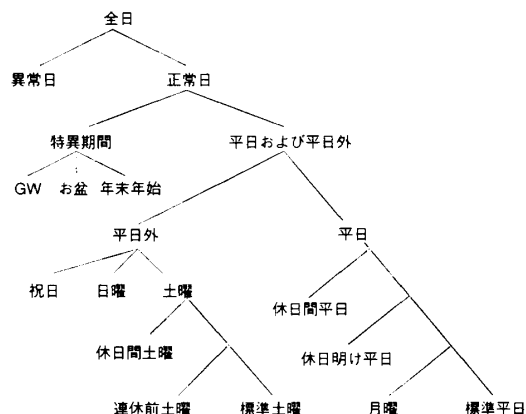 全日
異常日 正常日
特異期間 平日および平日外
GW お盆 年末年始
平日外 平日
祝日 日曜 土曜
休日間平日
休日間土曜 休日明け平日
連休前土曜 標準土曜 月曜 標準平日